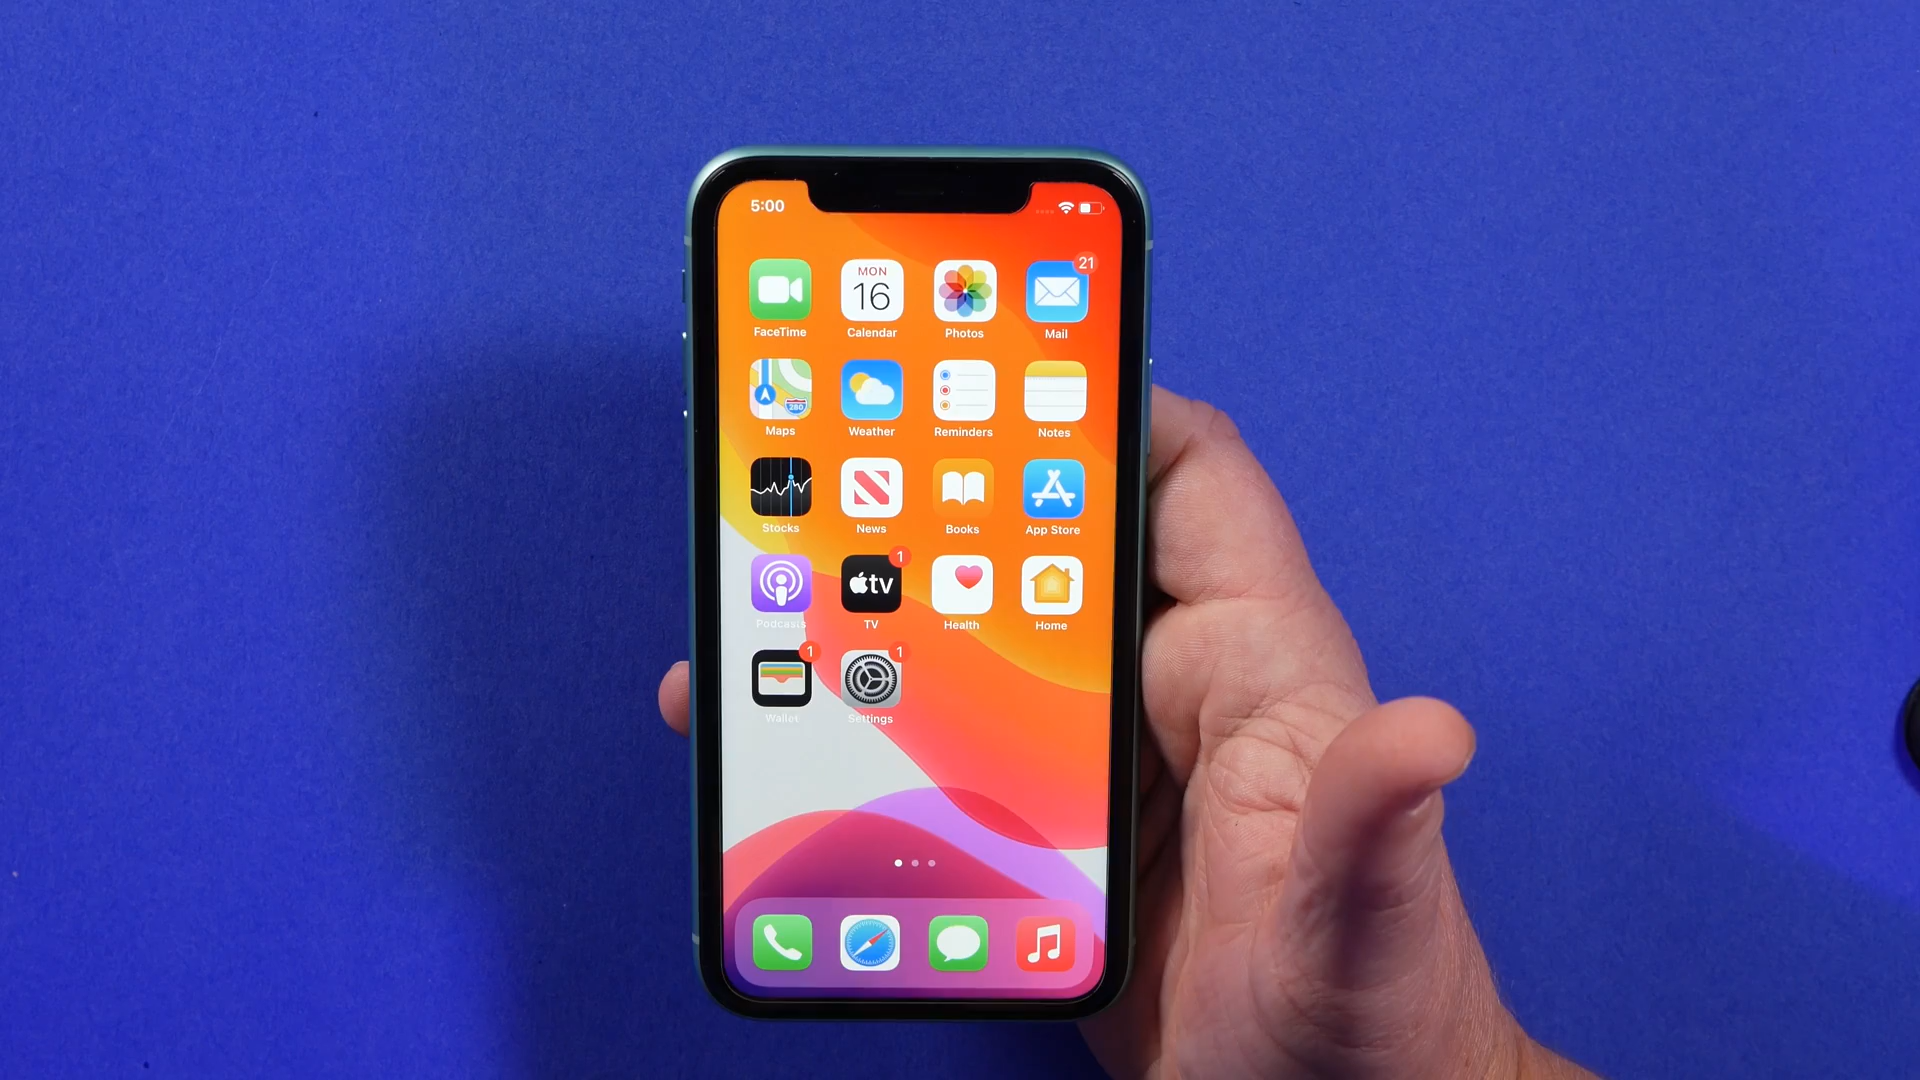 5:00
21
MON
16
FaceTime Calendar Photos Mail
280
Maps Weather Reminders Notes
Stocks News Books App Store
1
tv
Podcasts TV Health Home
1 1
Wallet Settings